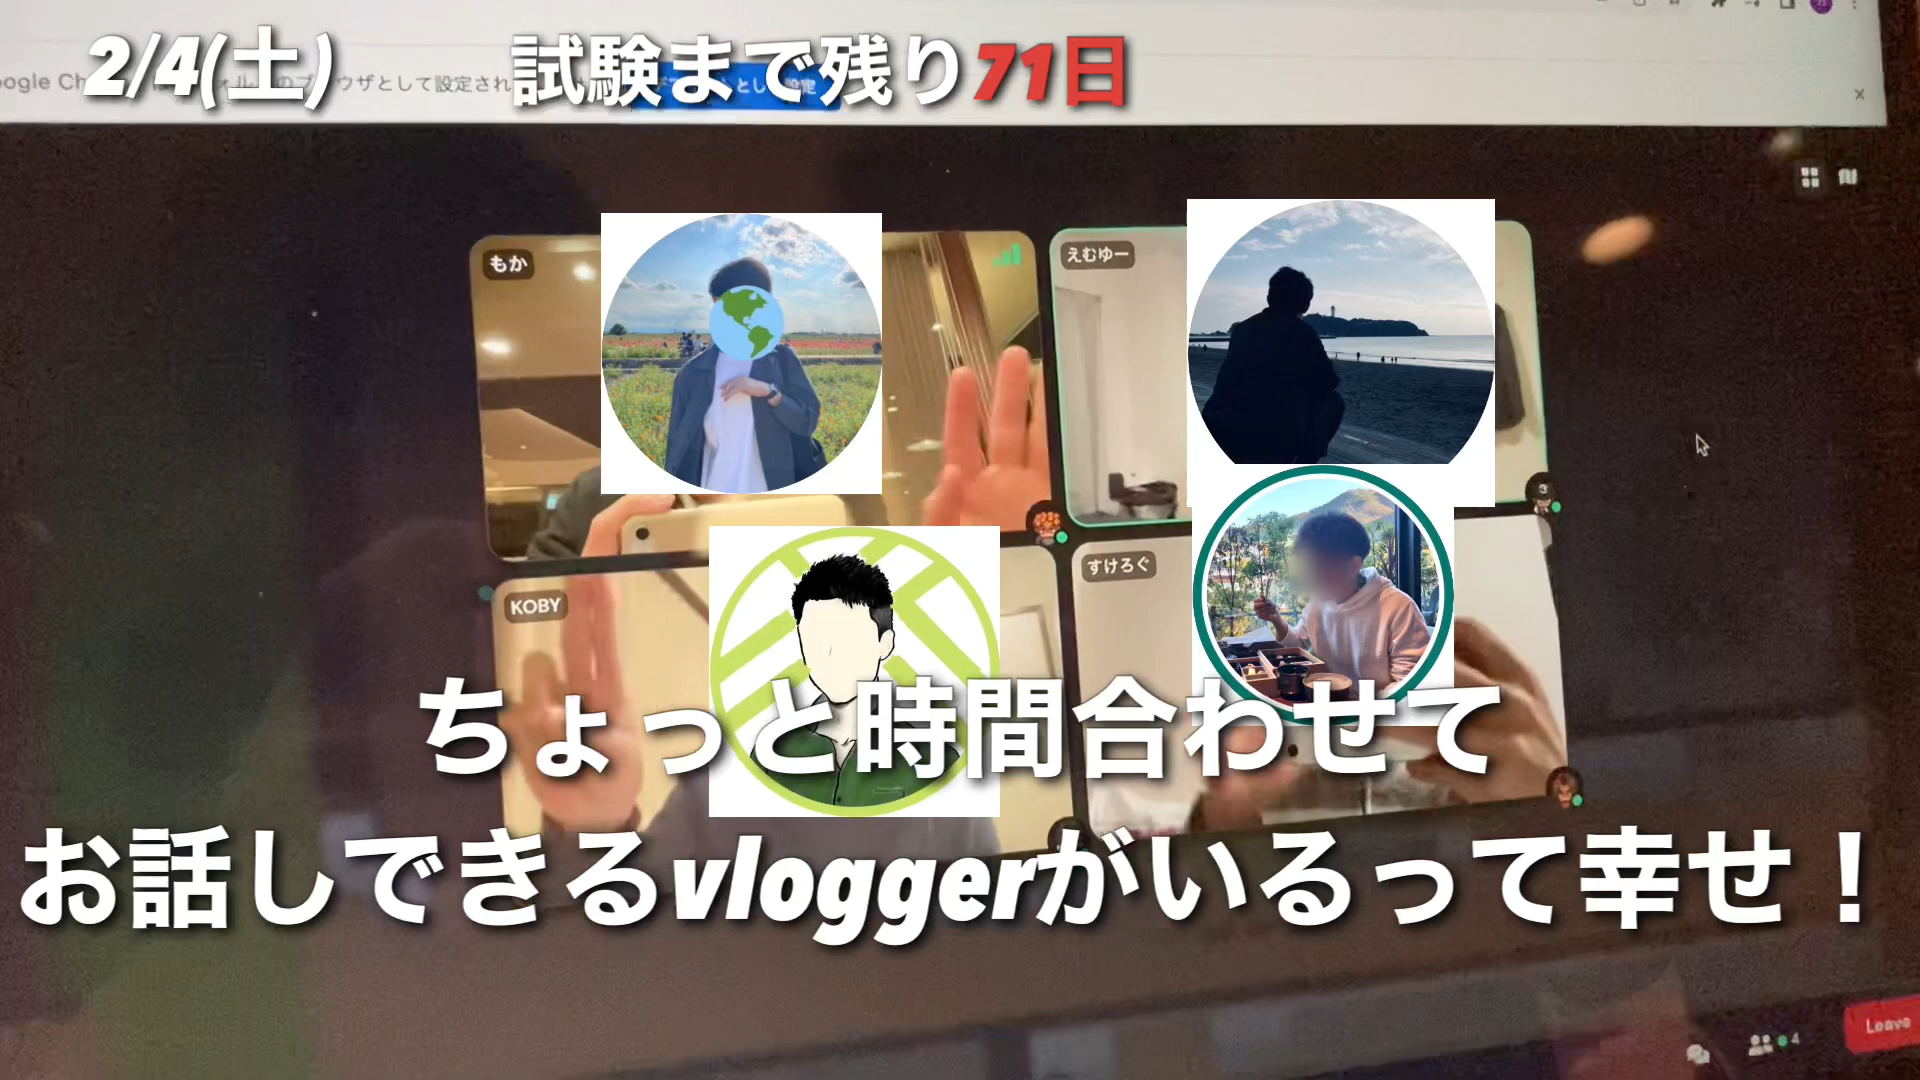 2/4(土) 試験まで残り71日
もか
えむゆー
KOBY
すけろぐ
ちょっと時間合わせて
お話しできるvloggerがいるって幸せ！
4
Leave